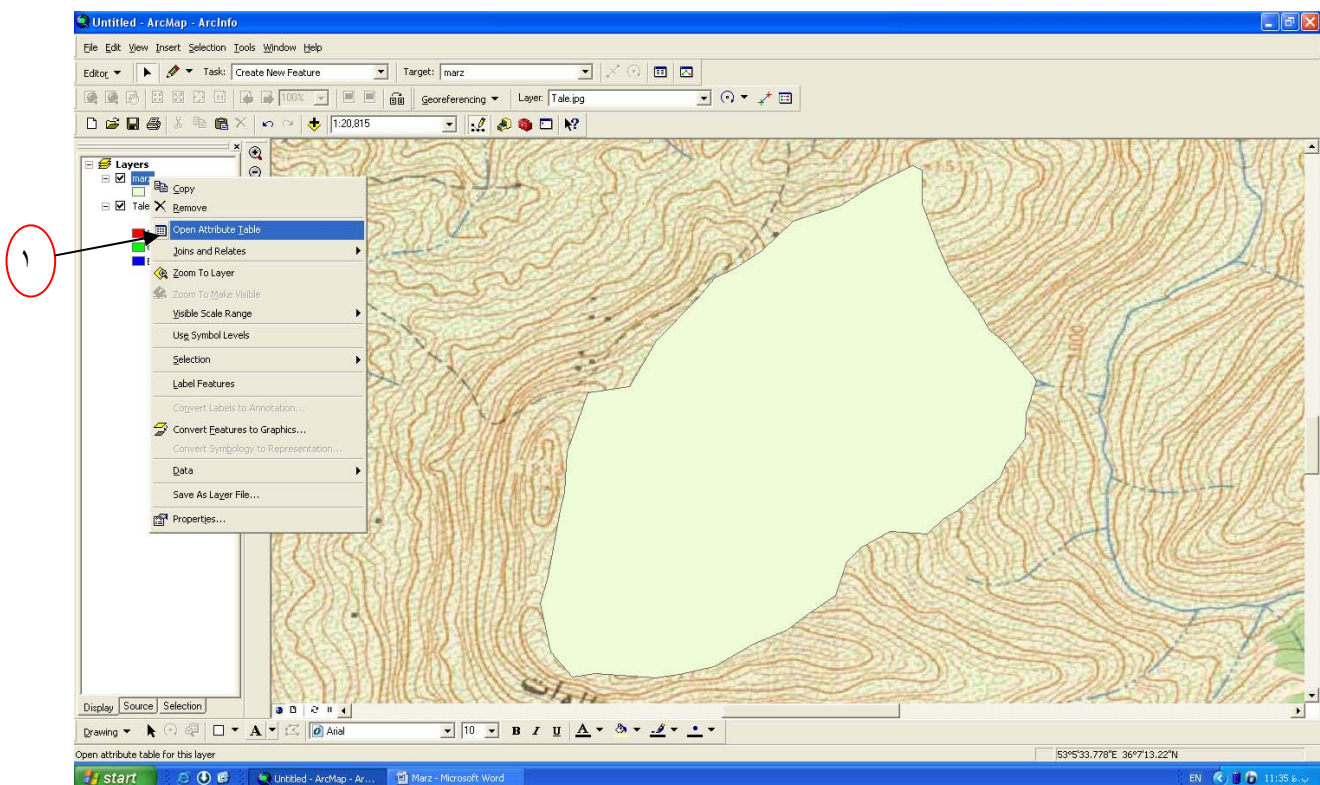 Untitled - ArcMap - ArcInfo
File Edit View Insert Selection Tools Window Help
Editor Task: Create New Feature Target: marz
100% Georeferencing Layer: Tale.jpg
1:20,815
Layers
marz
Tale
Copy
Remove
Open Attribute Table
Joins and Relates
Zoom To Layer
Zoom To Make Visible
Visible Scale Range
Use Symbol Levels
Selection
Label Features
Convert Labels to Annotation...
Convert Features to Graphics...
Convert Symbology to Representation...
Data
Save As Layer File...
Properties...
١
1800
Display Source Selection
Drawing A Arial 10 B I U A
Open attribute table for this layer
53°5'33.778"E 36°7'13.22"N
start Untitled - ArcMap - Ar... Marz - Microsoft Word EN 11:35 ب.ظ